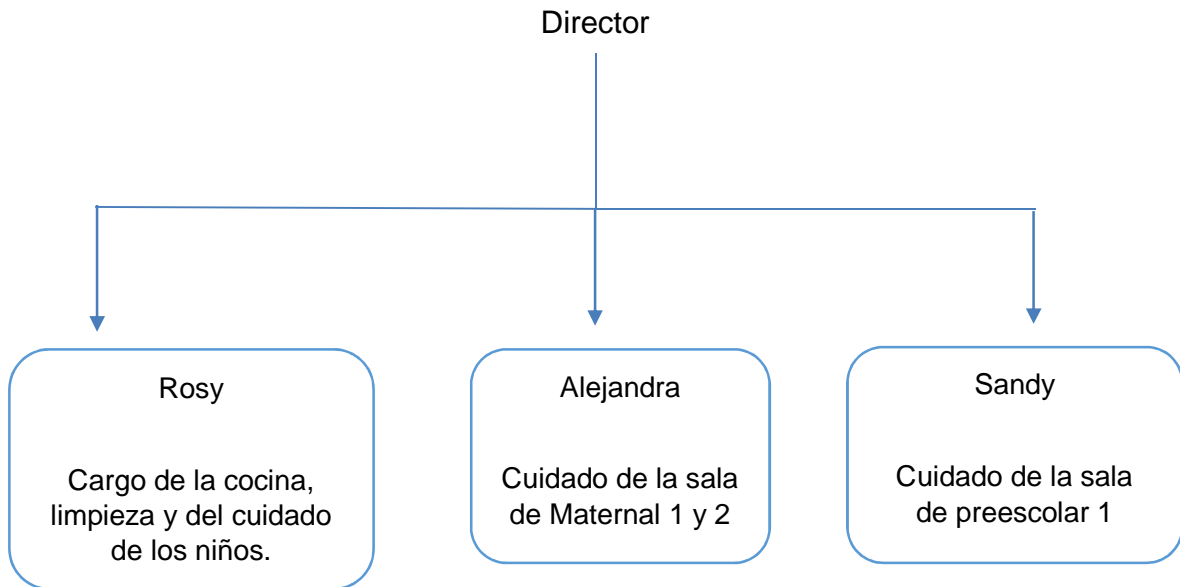 Director
Rosy
Cargo de la cocina,
limpieza y del cuidado
de los niños.
Alejandra
Cuidado de la sala
de Maternal 1 y 2
Sandy
Cuidado de la sala
de preescolar 1